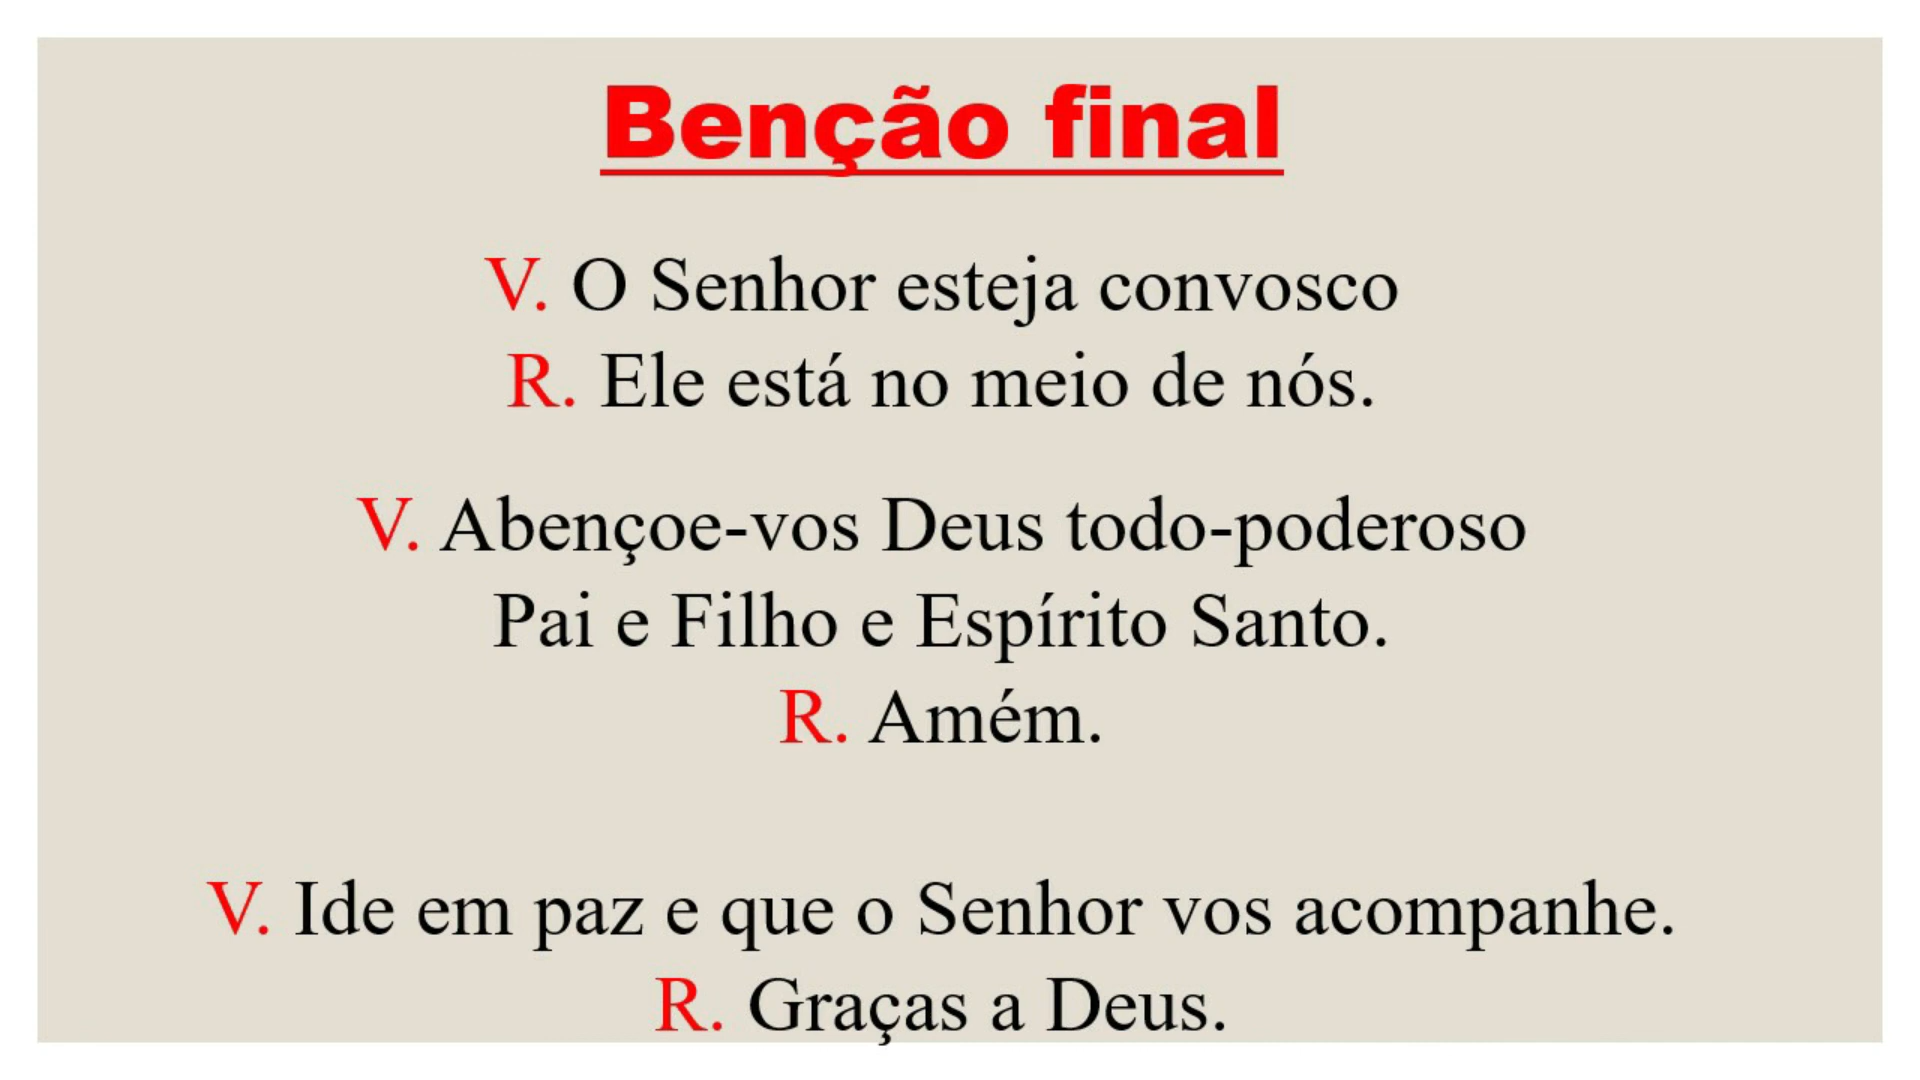 Benção final
V. O Senhor esteja convosco
R. Ele está no meio de nós.
V. Abençoe-vos Deus todo-poderoso
Pai e Filho e Espírito Santo.
R. Amém.
V. Ide em paz e que o Senhor vos acompanhe.
R. Graças a Deus.